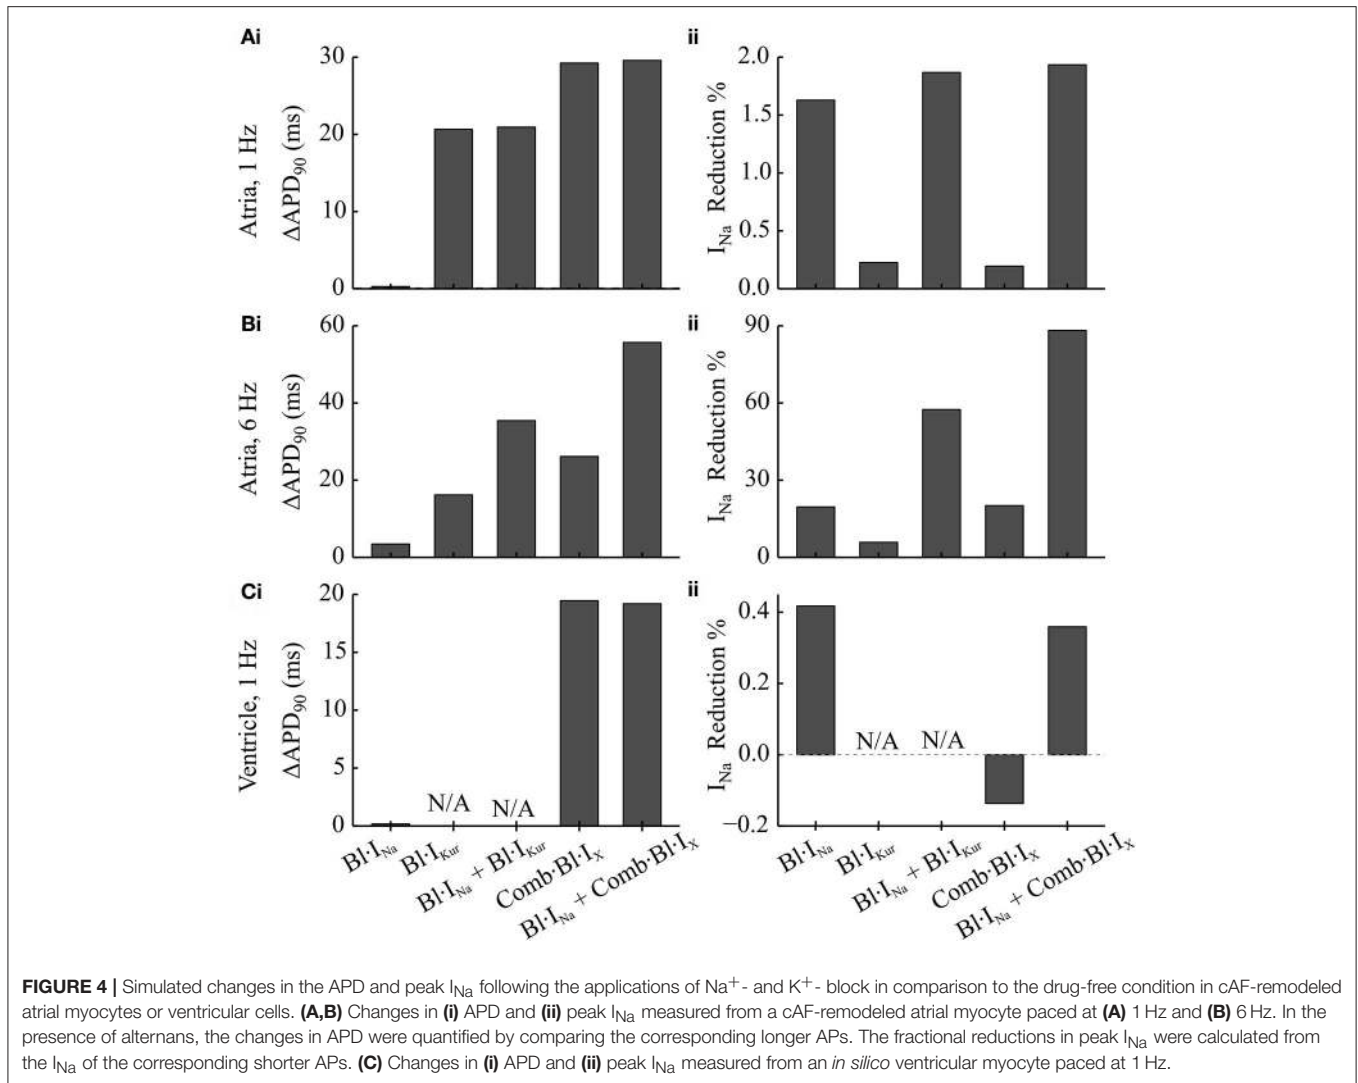 Ai
Atria, 1 Hz
ΔAPD90 (ms)
30
20
10
0
ii
INa Reduction %
2.0
1.5
1.0
0.5
0.0
Bi
Atria, 6 Hz
ΔAPD90 (ms)
60
40
20
0
ii
INa Reduction %
90
60
30
0
Ci
Ventricle, 1 Hz
ΔAPD90 (ms)
20
15
10
5
0
N/A
N/A
Bl·INa
Bl·IKur
Bl·INa + Bl·IKur
Comb·Bl·IX
Bl·INa + Comb·Bl·IX
ii
INa Reduction %
0.4
0.2
0.0
−0.2
N/A
N/A
Bl·INa
Bl·IKur
Bl·INa + Bl·IKur
Comb·Bl·IX
Bl·INa + Comb·Bl·IX
FIGURE 4 | Simulated changes in the APD and peak INa following the applications of Na+- and K+- block in comparison to the drug-free condition in cAF-remodeled
atrial myocytes or ventricular cells. (A,B) Changes in (i) APD and (ii) peak INa measured from a cAF-remodeled atrial myocyte paced at (A) 1 Hz and (B) 6 Hz. In the
presence of alternans, the changes in APD were quantified by comparing the corresponding longer APs. The fractional reductions in peak INa were calculated from
the INa of the corresponding shorter APs. (C) Changes in (i) APD and (ii) peak INa measured from an in silico ventricular myocyte paced at 1 Hz.